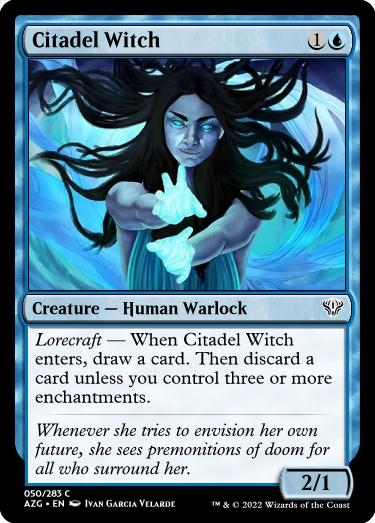 Citadel Witch 1
Creature — Human Warlock
Lorecraft — When Citadel Witch
enters, draw a card. Then discard a
card unless you control three or more
enchantments.
Whenever she tries to envision her own
future, she sees premonitions of doom for
all who surround her.
2/1
050/283 C
AZG • EN Ivan Garcia Velarde
™ & © 2022 Wizards of the Coast